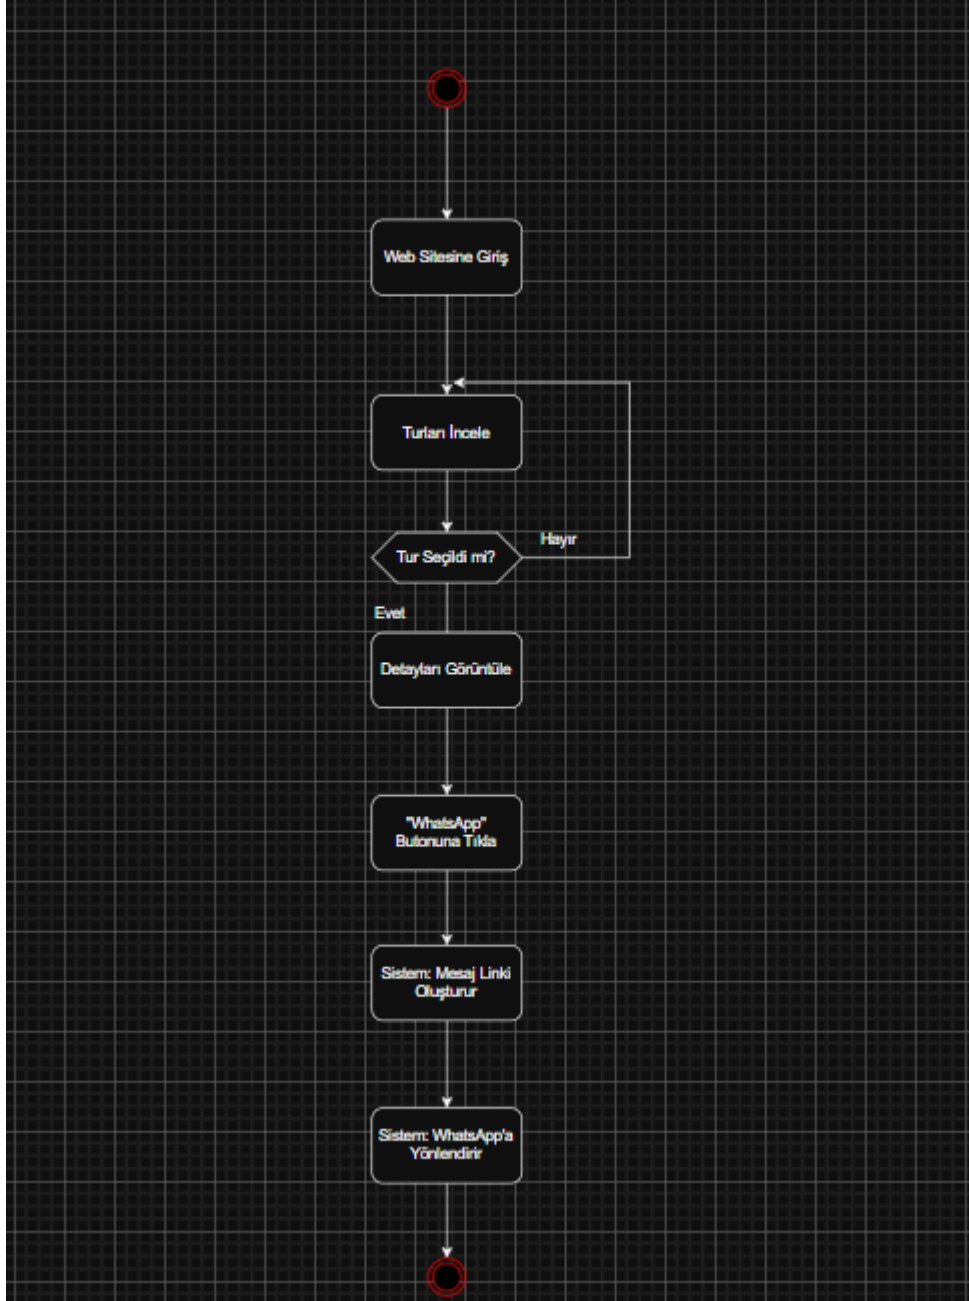 Web Sitesine Giriş
Turları İncele
Tur Seçildi mi?
Hayır
Evet
Detayları Görüntüle
"WhatsApp"
Butonuna Tıkla
Sistem: Mesaj Linki
Oluşturur
Sistem: WhatsApp'a
Yönlendirir